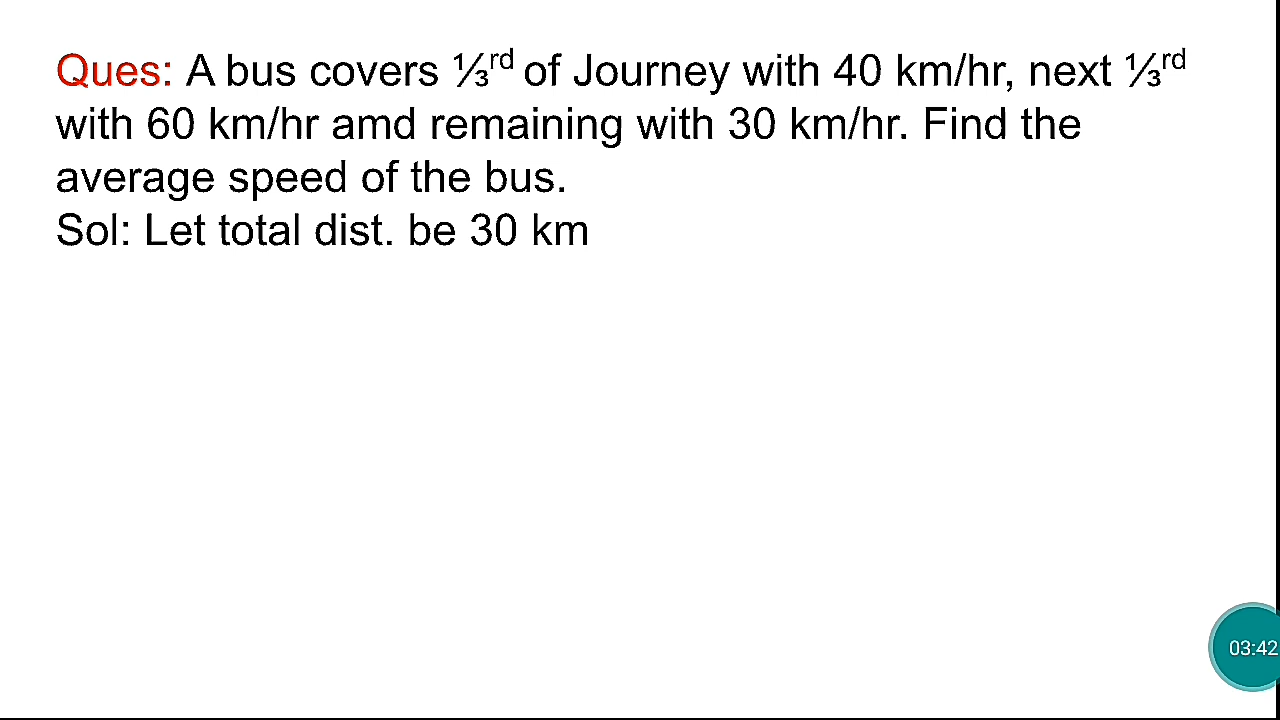 Ques: A bus covers ⅓rd of Journey with 40 km/hr, next ⅓rd
with 60 km/hr amd remaining with 30 km/hr. Find the
average speed of the bus.
Sol: Let total dist. be 30 km
03:42